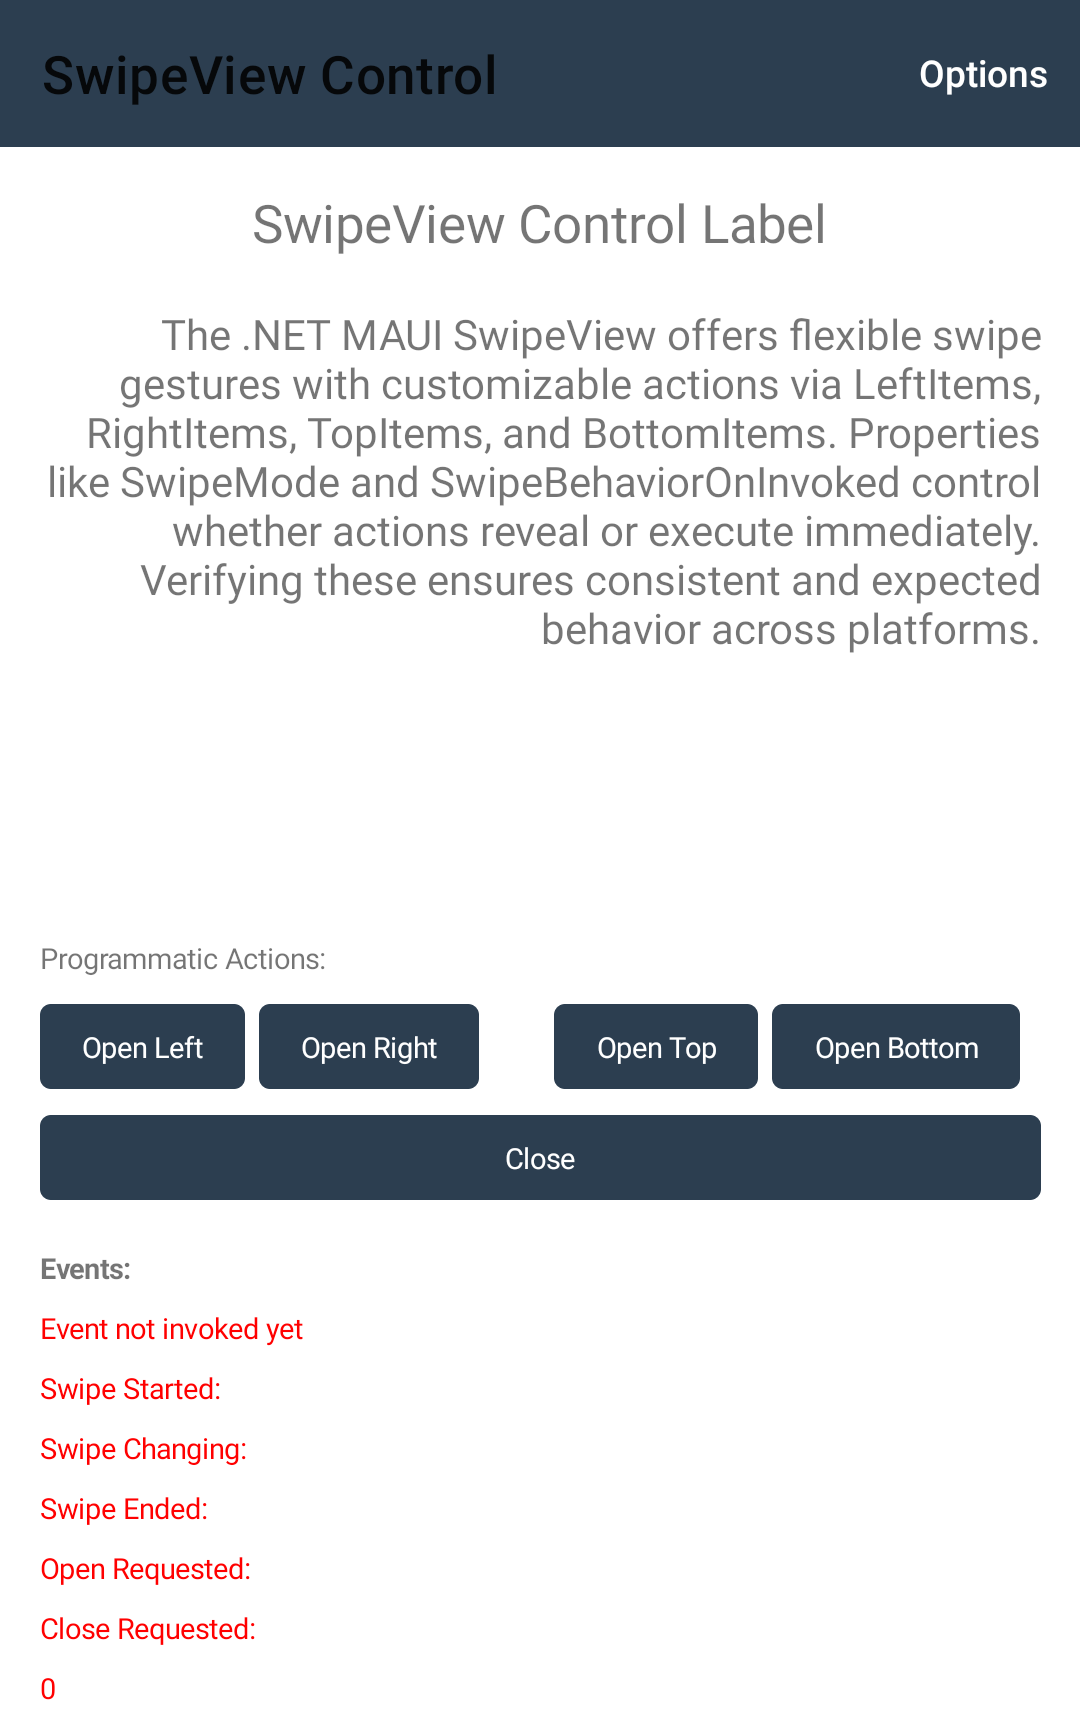 SwipeView Control
Options
SwipeView Control Label
The .NET MAUI SwipeView offers flexible swipe
gestures with customizable actions via LeftItems,
RightItems, TopItems, and BottomItems. Properties
like SwipeMode and SwipeBehaviorOnInvoked control
whether actions reveal or execute immediately.
Verifying these ensures consistent and expected
behavior across platforms.
Programmatic Actions:
Open Left
Open Right
Open Top
Open Bottom
Close
Events:
Event not invoked yet
Swipe Started:
Swipe Changing:
Swipe Ended:
Open Requested:
Close Requested:
0